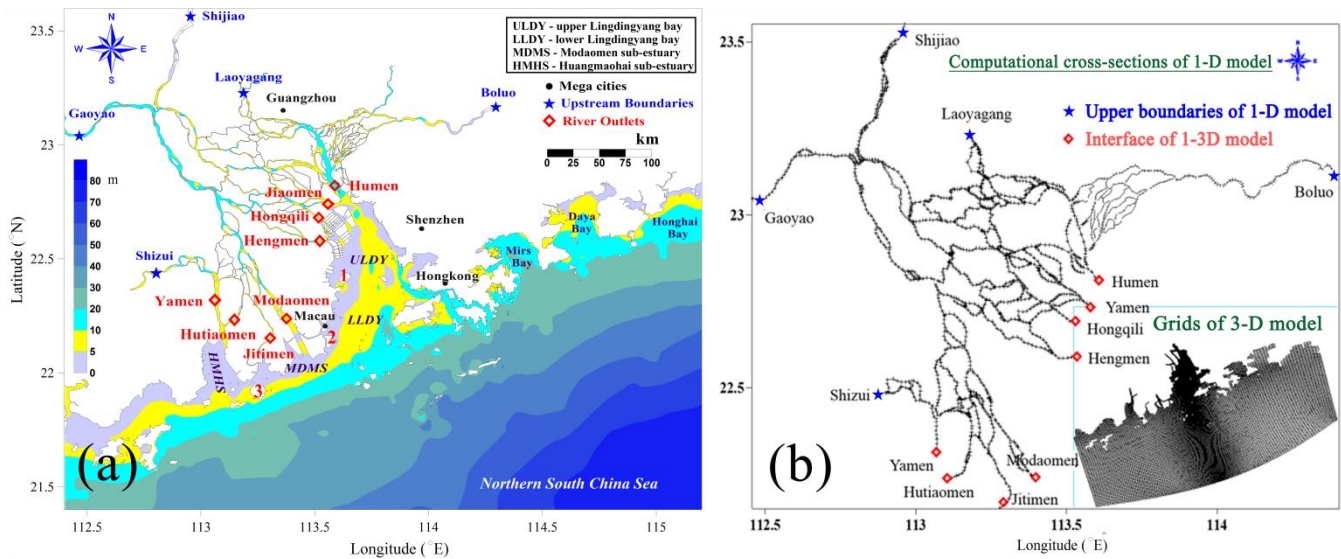 23.5
23
22.5
22
21.5
Latitude (°N)
N
W
E
S
Shijiao
Laoyagang
Guangzhou
Gaoyao
Boluo
ULDY - upper Lingdingyang bay
LLDY - lower Lingdingyang bay
MDMS - Modaomen sub-estuary
HMHS - Huangmaohai sub-estuary
Mega cities
Upstream Boundaries
River Outlets
km
0 25 50 75 100
80 m
70
60
50
40
30
20
10
5
0
Humen
Jiaomen
Hongqili
Hengmen
Shenzhen
Daya
Bay
Honghai
Bay
Mirs
Bay
Shizui
ULDY
1
Hongkong
Yamen
Modaomen
Macau
LLDY
2
Hutiaomen
Jitimen
HMHS
MDMS
3
(a)
Northern South China Sea
112.5 113 113.5 114 114.5 115
Longitude (°E)
23.5
23
22.5
Shijiao
Computational cross-sections of 1-D model
Upper boundaries of 1-D model
Interface of 1-3D model
Laoyagang
Gaoyao
Boluo
Humen
Yamen
Hongqili
Hengmen
Grids of 3-D model
Shizui
Yamen
Hutiaomen
Modaomen
Jitimen
(b)
112.5 113 113.5 114
Longitude (°E)